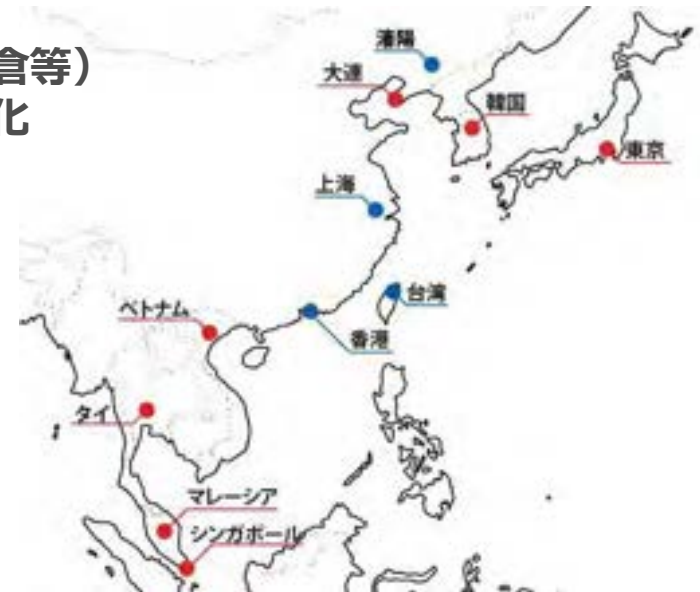 倉等）
化
瀋陽
大連
韓国
東京
上海
台湾
ベトナム
香港
タイ
マレーシア
シンガポール